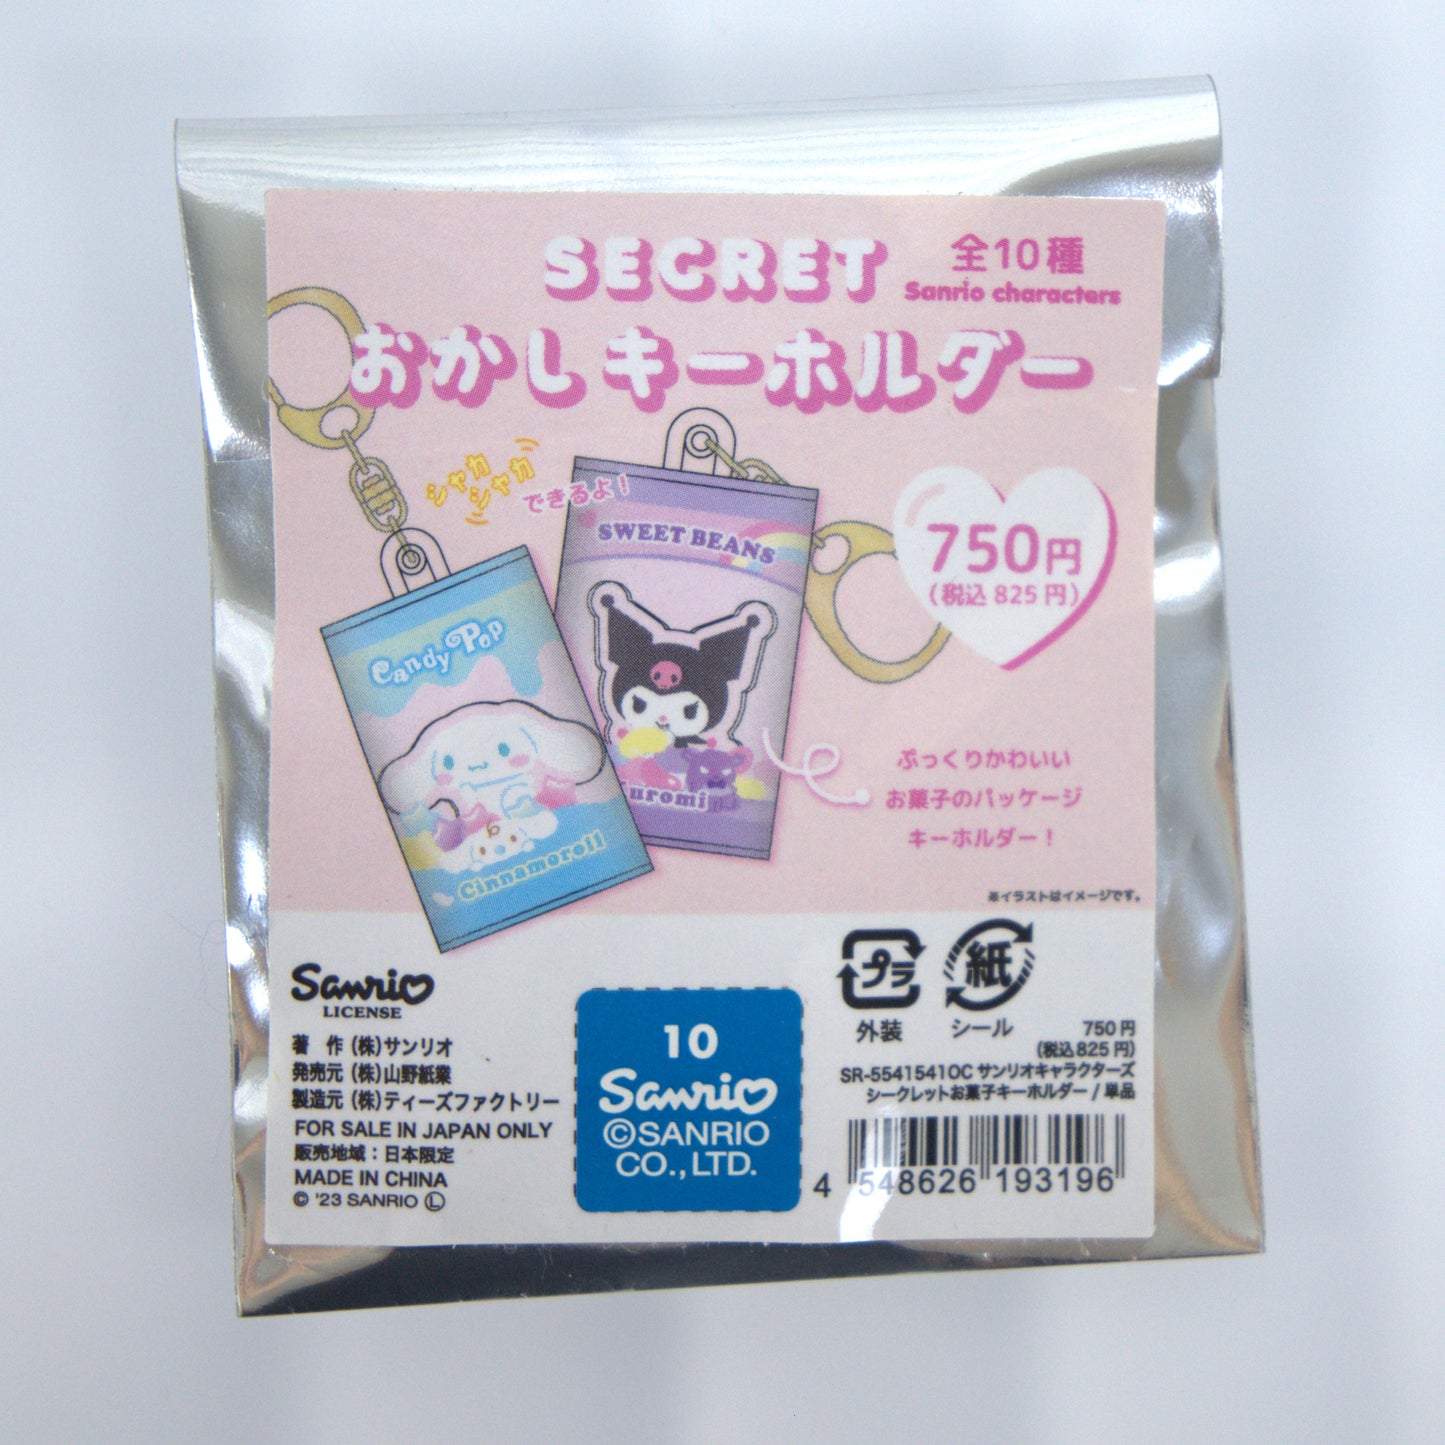 SECRET
全10種
Sanrio characters
おかしキーホルダー
シャカ
シャカ
できるよ!
SWEET BEANS
Kuromi
Candy Pop
Cinnamoroll
750円
(税込825円)
ぷっくりかわいい
お菓子のパッケージ
キーホルダー!
※イラストはイメージです。
Sanrio
LICENSE
著 作 (株)サンリオ
発売元 (株)山野紙業
製造元 (株)ティーズファクトリー
FOR SALE IN JAPAN ONLY
販売地域:日本限定
MADE IN CHINA
© '23 SANRIO Ⓛ
10
Sanrio
©SANRIO
CO.,LTD.
プラ
外装
紙
シール
750円
(税込825円)
SR-5541541OC サンリオキャラクターズ
シークレットお菓子キーホルダー / 単品
4 548626 193196